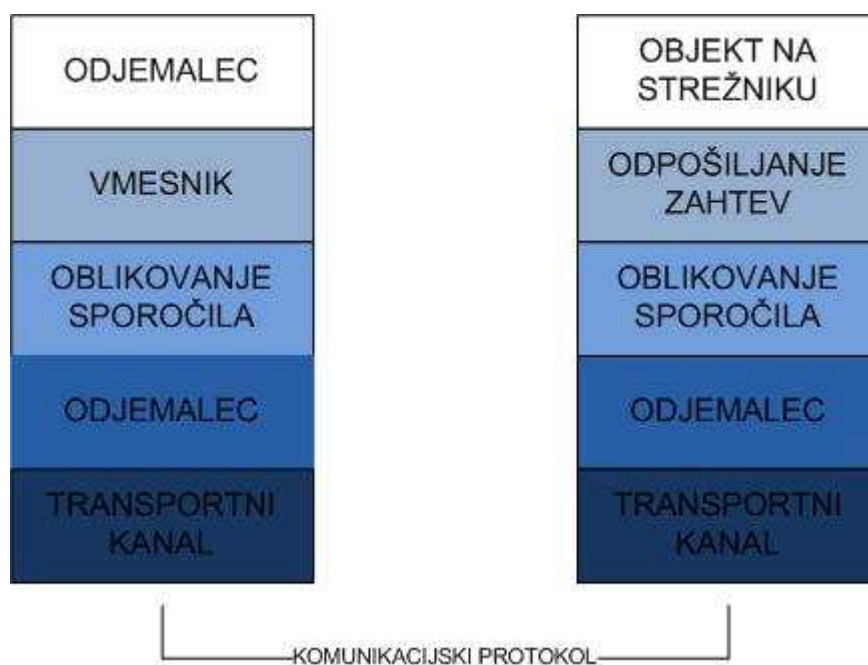 ODJEMALEC
VMESNIK
OBLIKOVANJE
SPOROČILA
ODJEMALEC
TRANSPORTNI
KANAL
OBJEKT NA
STREŽNIKU
ODPOŠILJANJE
ZAHTEV
OBLIKOVANJE
SPOROČILA
ODJEMALEC
TRANSPORTNI
KANAL
KOMUNIKACIJSKI PROTOKOL